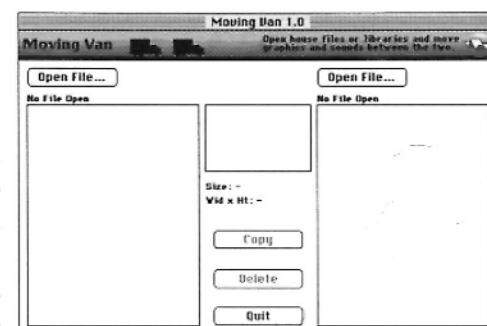 Moving Van 1.0
Moving Van
Open house files or libraries and move
graphics and sounds between the two.
Open File...
Open File...
No File Open
No File Open
Size: -
Wid x Ht: -
Copy
Delete
Quit